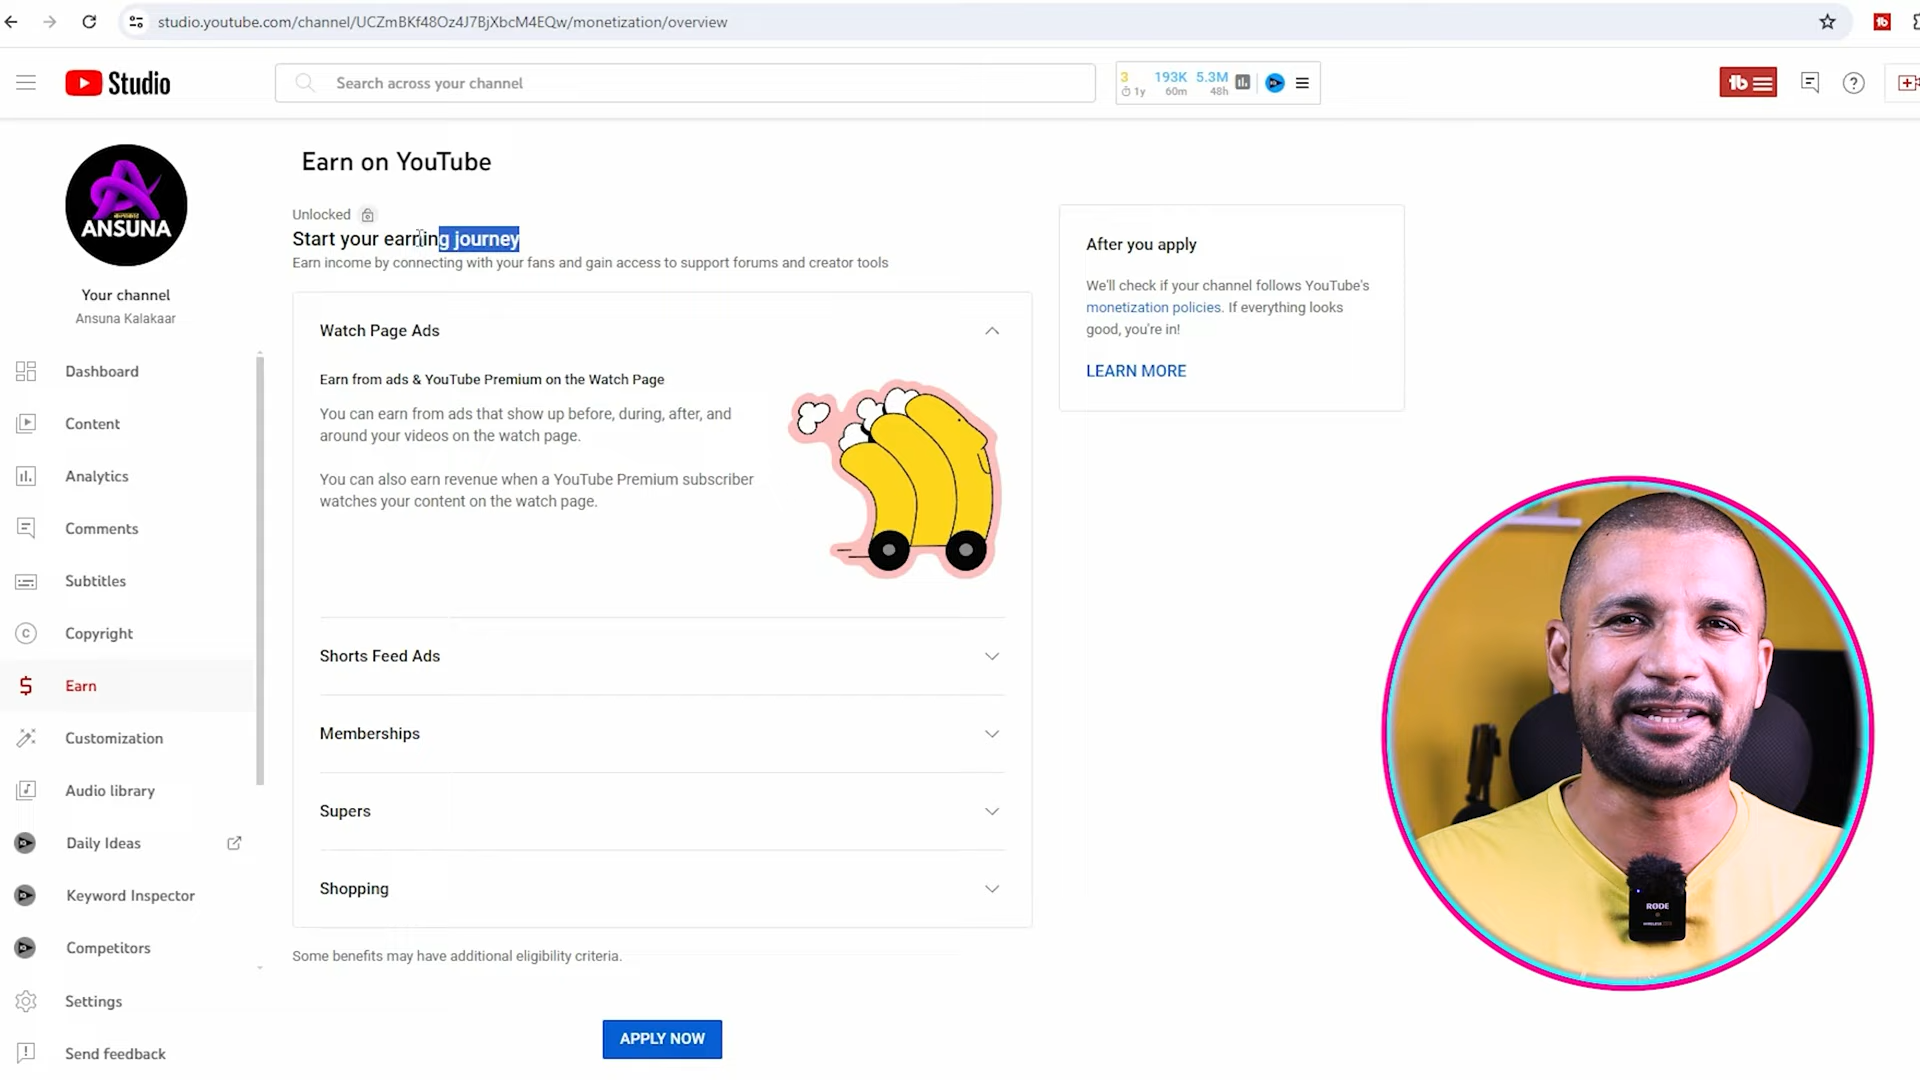 studio.youtube.com/channel/UCZmBKf48Oz4J7BjXbcM4EQw/monetization/overview
Studio
Search across your channel
3 193K 5.3M
1y 60m 48h
Earn on YouTube
कलाकार
ANSUNA
Your channel
Ansuna Kalakaar
Dashboard
Content
Analytics
Comments
Subtitles
Copyright
Earn
Customization
Audio library
Daily Ideas
Keyword Inspector
Competitors
Settings
Send feedback
Unlocked
Start your earning journey
Earn income by connecting with your fans and gain access to support forums and creator tools
Watch Page Ads
Earn from ads & YouTube Premium on the Watch Page
You can earn from ads that show up before, during, after, and
around your videos on the watch page.
You can also earn revenue when a YouTube Premium subscriber
watches your content on the watch page.
Shorts Feed Ads
Memberships
Supers
Shopping
Some benefits may have additional eligibility criteria.
APPLY NOW
After you apply
We'll check if your channel follows YouTube's
monetization policies. If everything looks
good, you're in!
LEARN MORE
RØDE